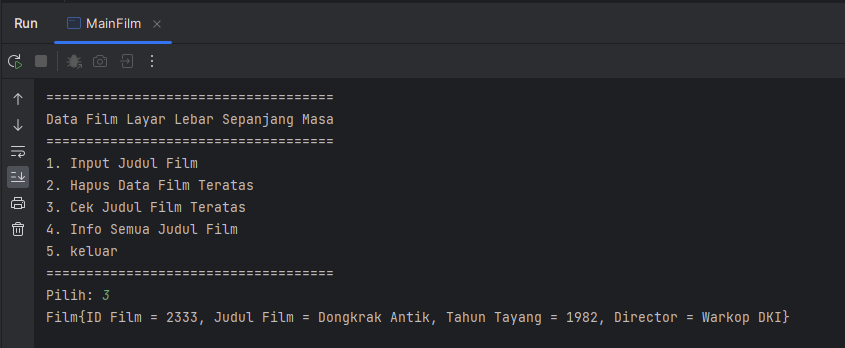 Run MainFilm
====================================
Data Film Layar Lebar Sepanjang Masa
====================================
1. Input Judul Film
2. Hapus Data Film Teratas
3. Cek Judul Film Teratas
4. Info Semua Judul Film
5. keluar
====================================
Pilih: 3
Film{ID Film = 2333, Judul Film = Dongkrak Antik, Tahun Tayang = 1982, Director = Warkop DKI}